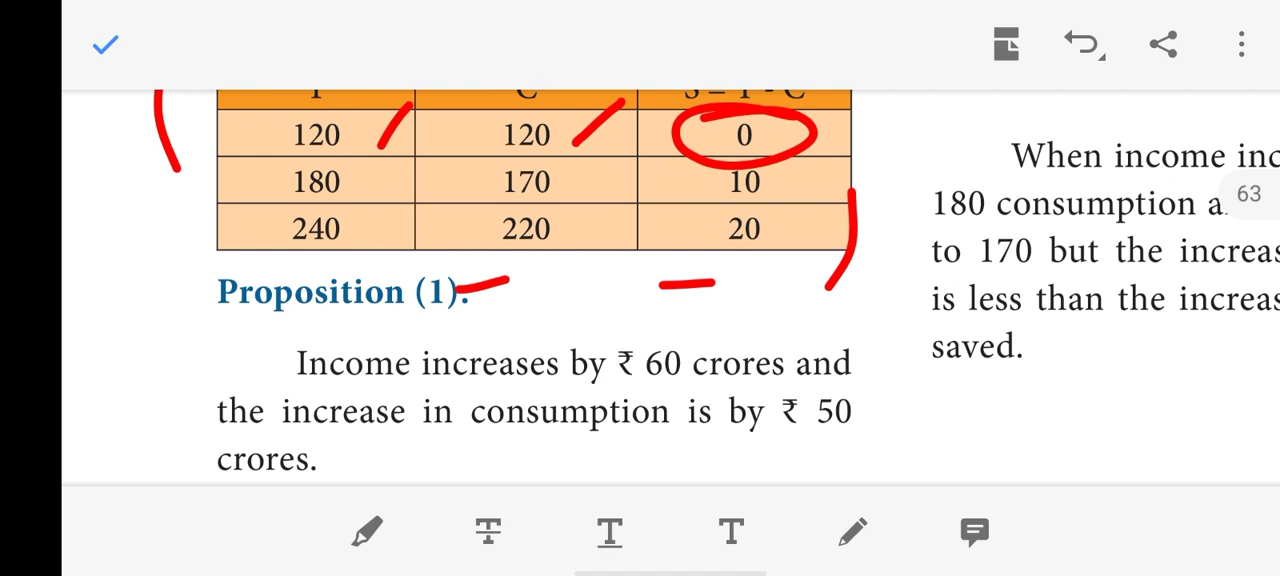 120 120 0
180 170 10
240 220 20
Proposition (1):
Income increases by ₹ 60 crores and
the increase in consumption is by ₹ 50
crores.
When income inc
180 consumption a
to 170 but the increas
is less than the increas
saved.
63